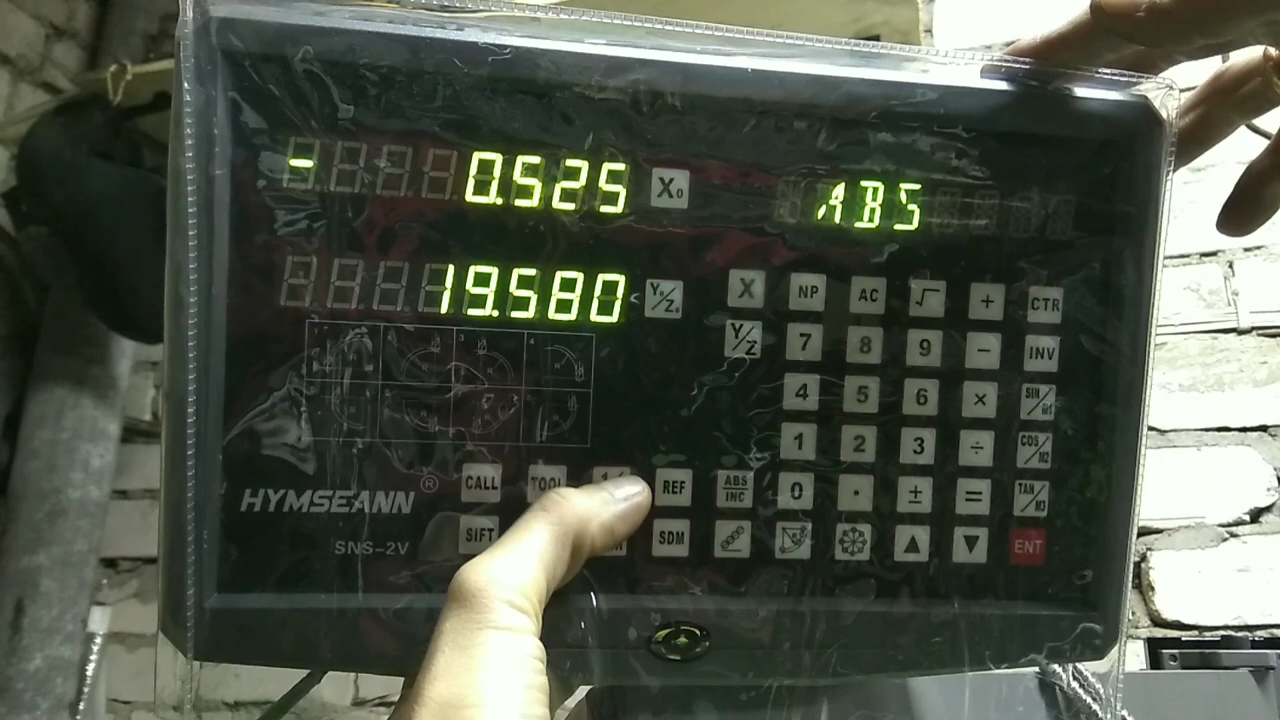 - 0.525 X₀ ABS
19.580 < Y₀/Z₀
X NP AC √ + CTR
Y/Z 7 8 9 - INV
4 5 6 × SIN/M1
1 2 3 ÷ COS/M2
CALL TOOL REF ABS/INC 0 . ± = TAN/M3
HYMSEANN ®
SIFT SDM ▲ ▼ ENT
SNS-2V